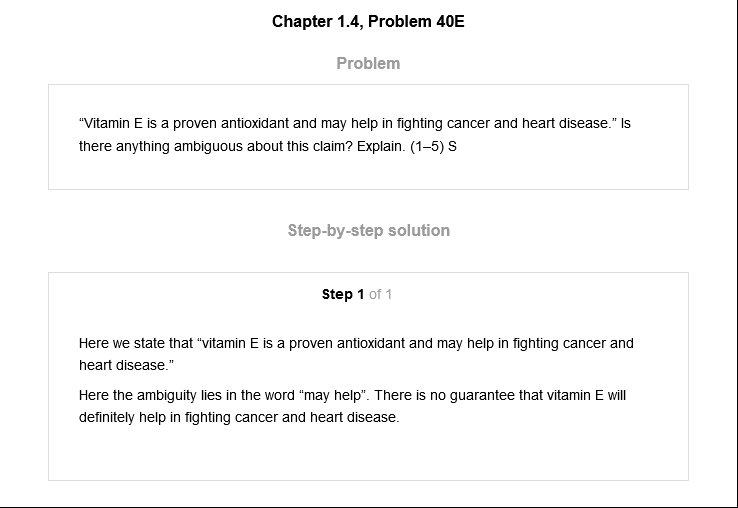 Chapter 1.4, Problem 40E
Problem
“Vitamin E is a proven antioxidant and may help in fighting cancer and heart disease.” Is
there anything ambiguous about this claim? Explain. (1–5) S
Step-by-step solution
Step 1 of 1
Here we state that “vitamin E is a proven antioxidant and may help in fighting cancer and
heart disease.”
Here the ambiguity lies in the word “may help”. There is no guarantee that vitamin E will
definitely help in fighting cancer and heart disease.